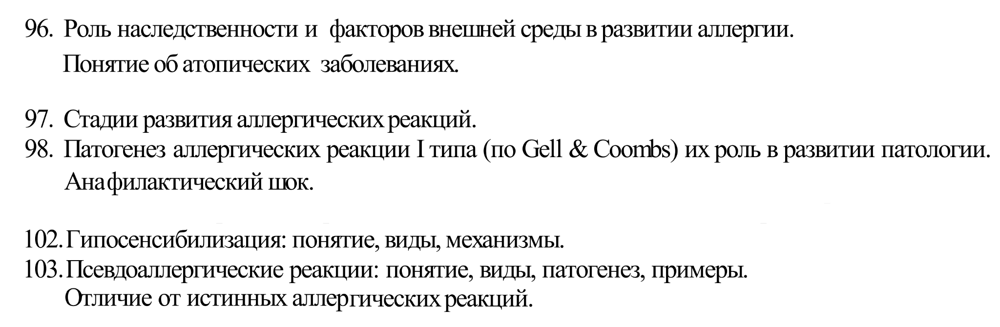 96. Роль наследственности и факторов внешней среды в развитии аллергии.
Понятие об атопических заболеваниях.
97. Стадии развития аллергических реакций.
98. Патогенез аллергических реакции I типа (по Gell & Coombs) их роль в развитии патологии.
Анафилактический шок.
102. Гипосенсибилизация: понятие, виды, механизмы.
103. Псевдоаллергические реакции: понятие, виды, патогенез, примеры.
Отличие от истинных аллергических реакций.